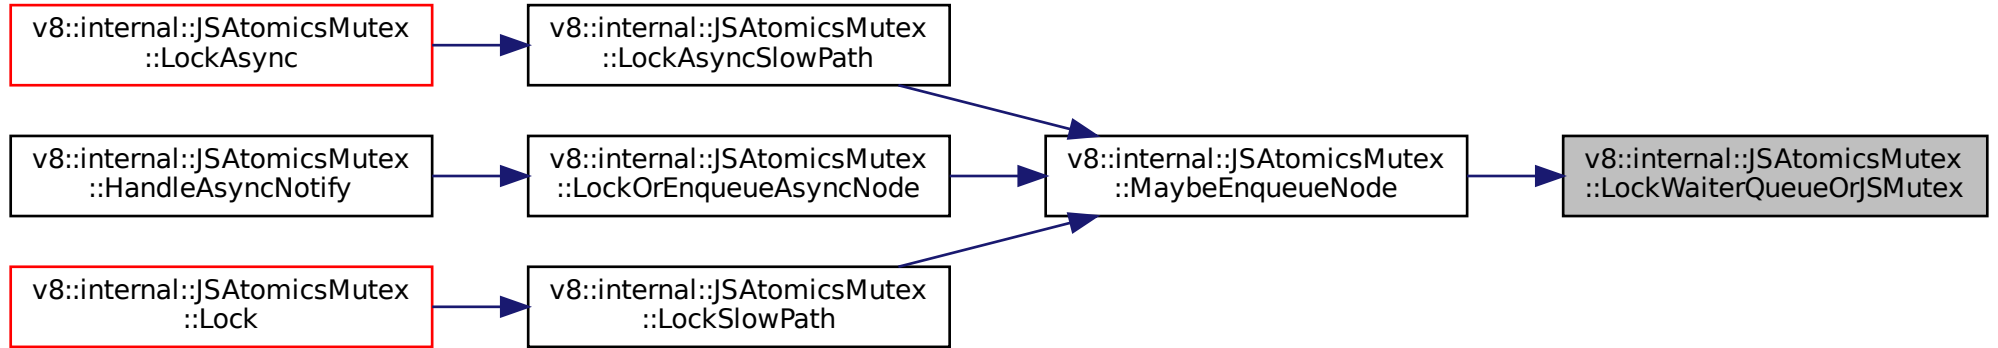 v8::internal::JSAtomicsMutex
::LockAsync
v8::internal::JSAtomicsMutex
::LockAsyncSlowPath
v8::internal::JSAtomicsMutex
::HandleAsyncNotify
v8::internal::JSAtomicsMutex
::LockOrEnqueueAsyncNode
v8::internal::JSAtomicsMutex
::MaybeEnqueueNode
v8::internal::JSAtomicsMutex
::LockWaiterQueueOrJSMutex
v8::internal::JSAtomicsMutex
::Lock
v8::internal::JSAtomicsMutex
::LockSlowPath